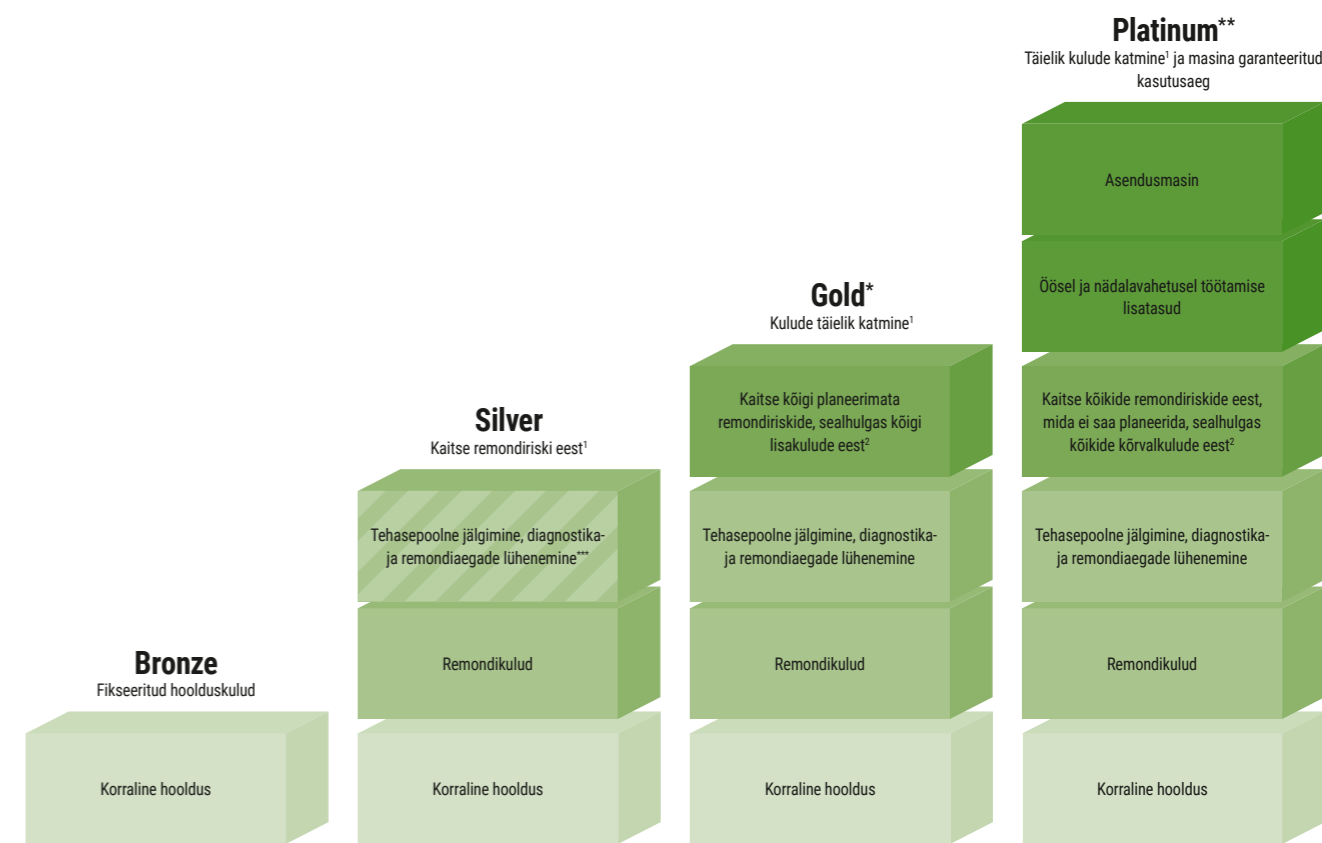 Bronze
Fikseeritud hoolduskulud
Korraline hooldus
Silver
Kaitse remondiriski eest¹
Tehasepoolne jälgimine, diagnostika-
ja remondiaegade lühenemine***
Remondikulud
Korraline hooldus
Gold*
Kulude täielik katmine¹
Kaitse kõigi planeerimata
remondiriskide, sealhulgas kõigi
lisakulude eest²
Tehasepoolne jälgimine, diagnostika-
ja remondiaegade lühenemine
Remondikulud
Korraline hooldus
Platinum**
Täielik kulude katmine¹ ja masina garanteeritud
kasutusaeg
Asendusmasin
Öösel ja nädalavahetusel töötamise
lisatasud
Kaitse kõikide remondiriskide eest,
mida ei saa planeerida, sealhulgas
kõikide kõrvalkulude eest²
Tehasepoolne jälgimine, diagnostika-
ja remondiaegade lühenemine
Remondikulud
Korraline hooldus